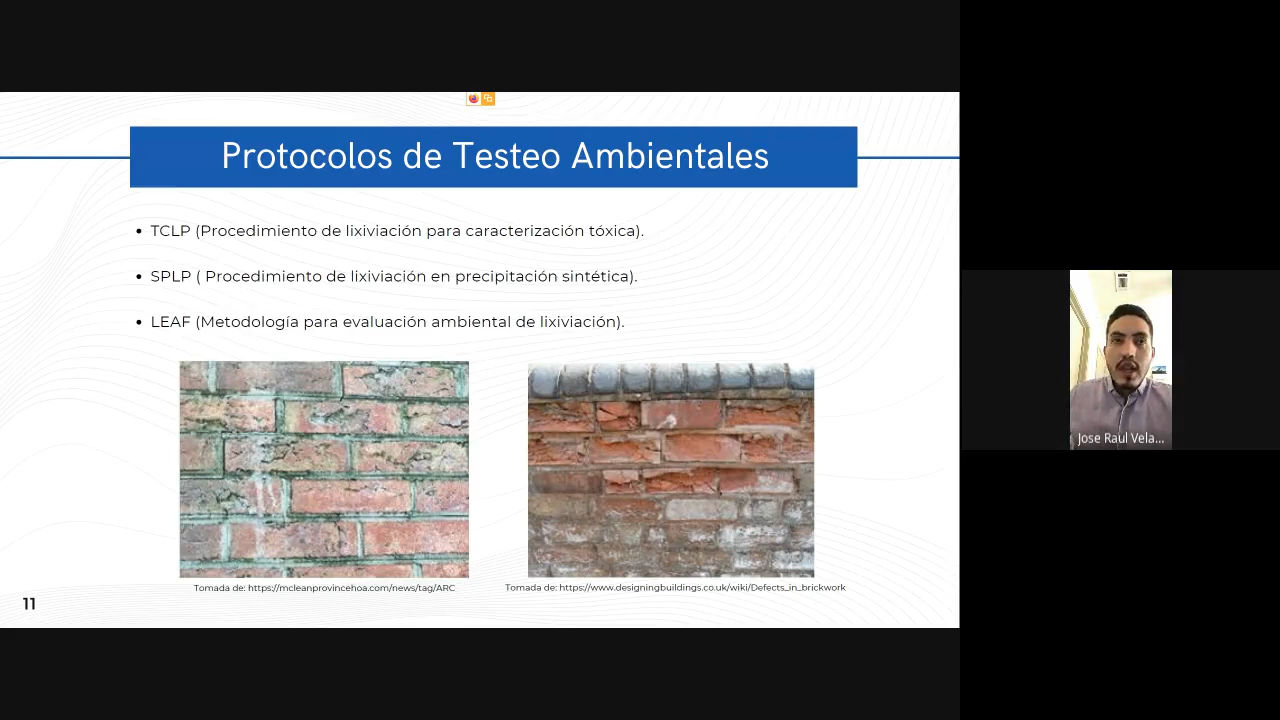 Protocolos de Testeo Ambientales
• TCLP (Procedimiento de lixiviación para caracterización tóxica).
• SPLP ( Procedimiento de lixiviación en precipitación sintética).
• LEAF (Metodología para evaluación ambiental de lixiviación).
Tomada de: https://mcleanprovincehoa.com/news/tag/ARC
Tomada de: https://www.designingbuildings.co.uk/wiki/Defects_in_brickwork
11
Jose Raul Vela...